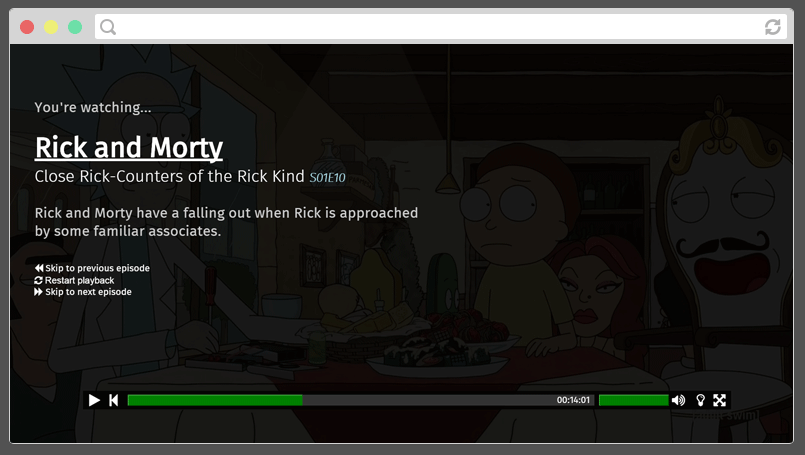 You're watching...
Rick and Morty
Close Rick-Counters of the Rick Kind S01E10
Rick and Morty have a falling out when Rick is approached
by some familiar associates.
Skip to previous episode
Restart playback
Skip to next episode
00:14:01
[adult swim]